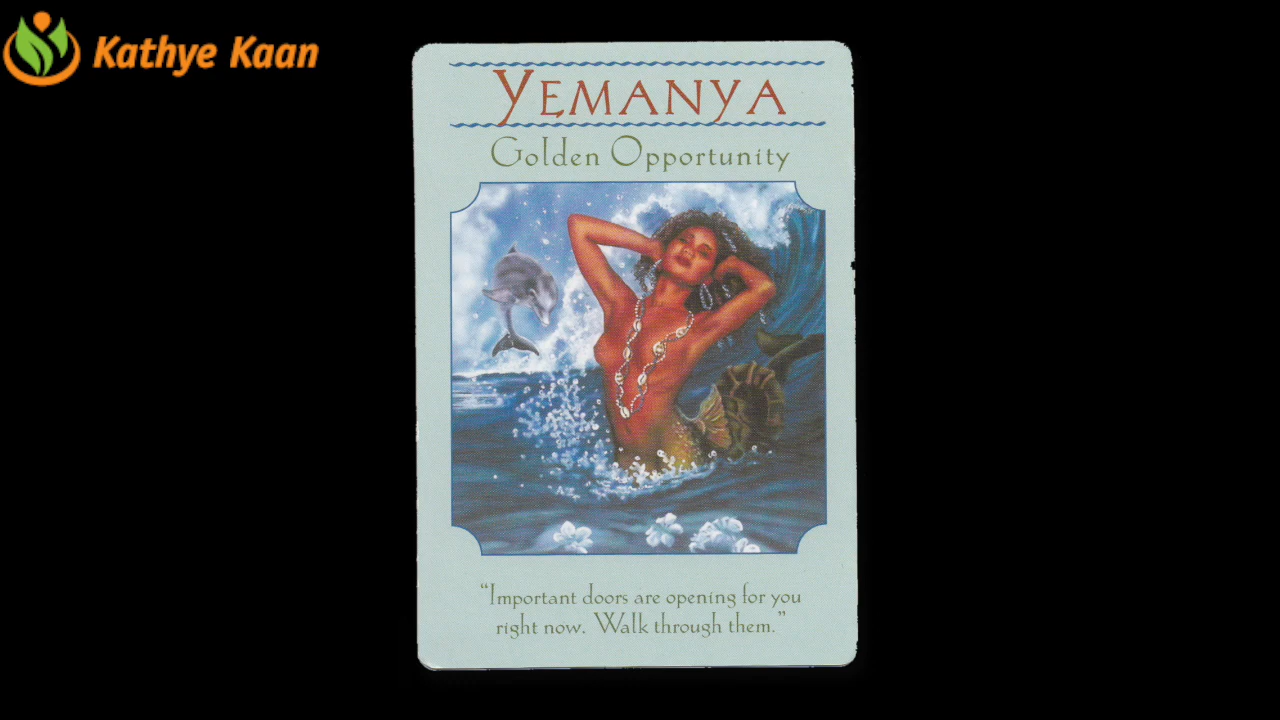 Kathye Kaan
YEMANYA
Golden Opportunity
“Important doors are opening for you
right now. Walk through them.”